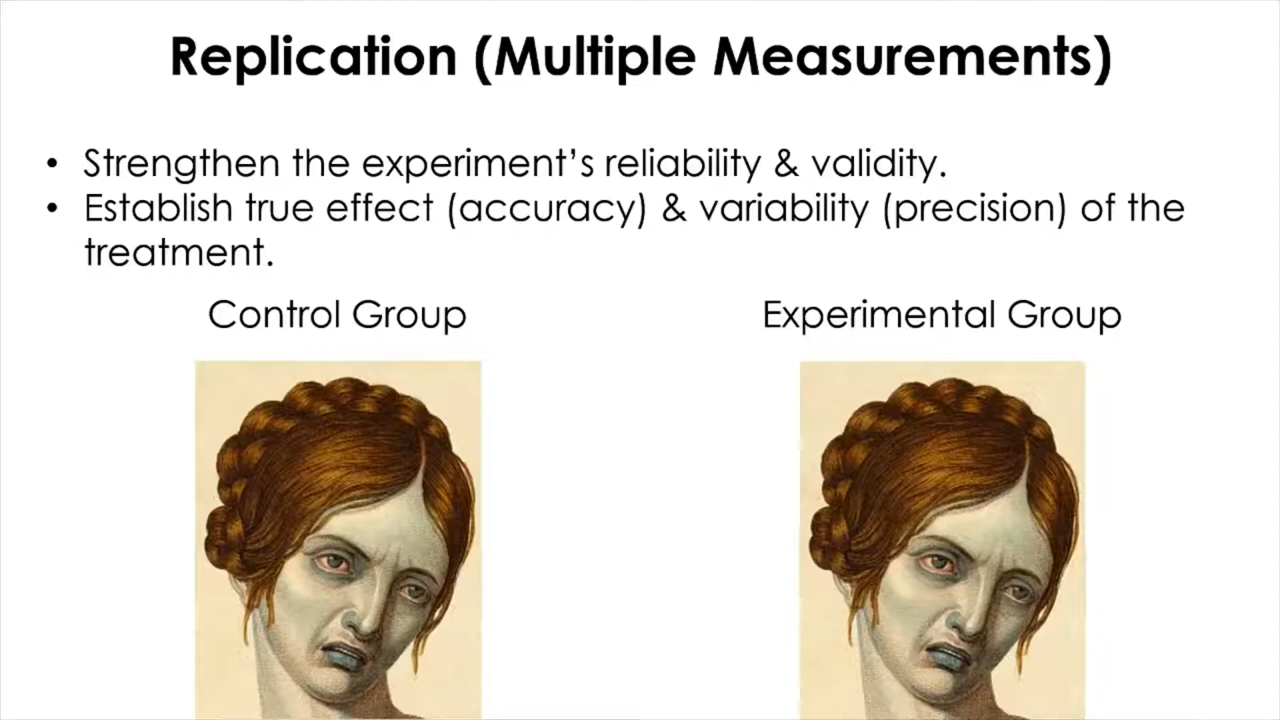 Replication (Multiple Measurements)
• Strengthen the experiment’s reliability & validity.
• Establish true effect (accuracy) & variability (precision) of the
treatment.
Control Group
Experimental Group